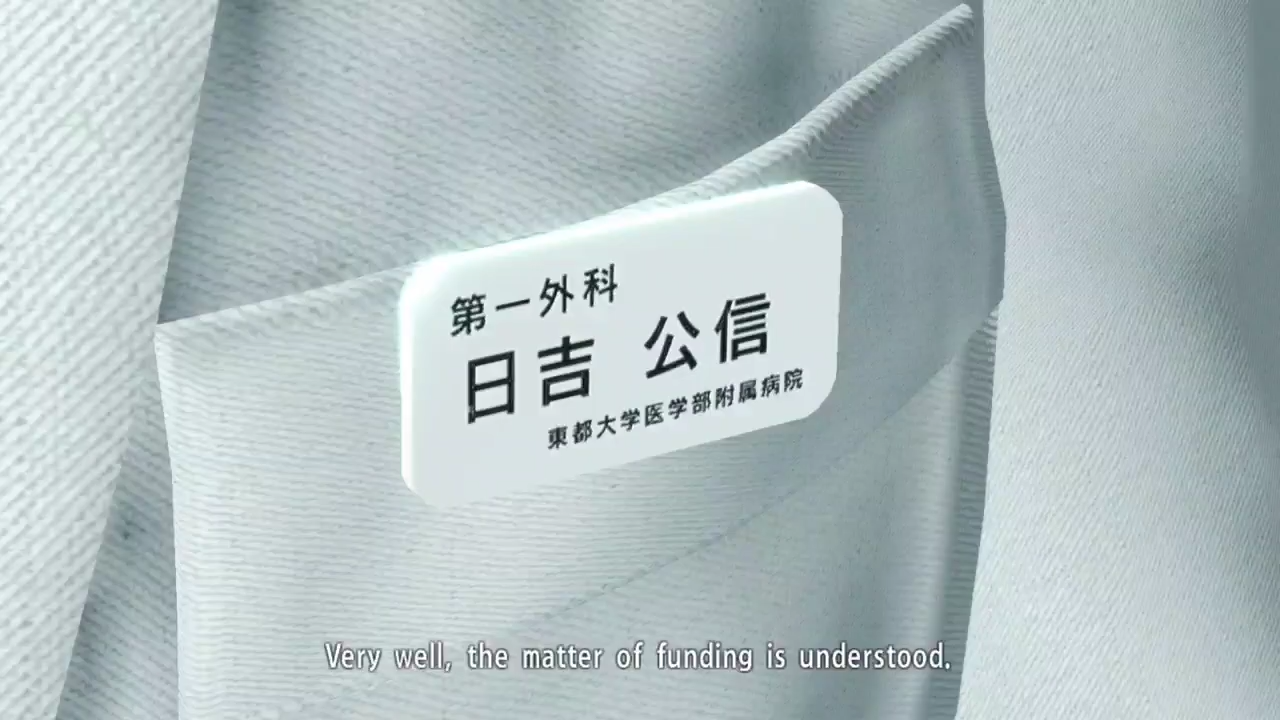 第一外科
日吉 公信
東都大学医学部附属病院
Very well, the matter of funding is understood.